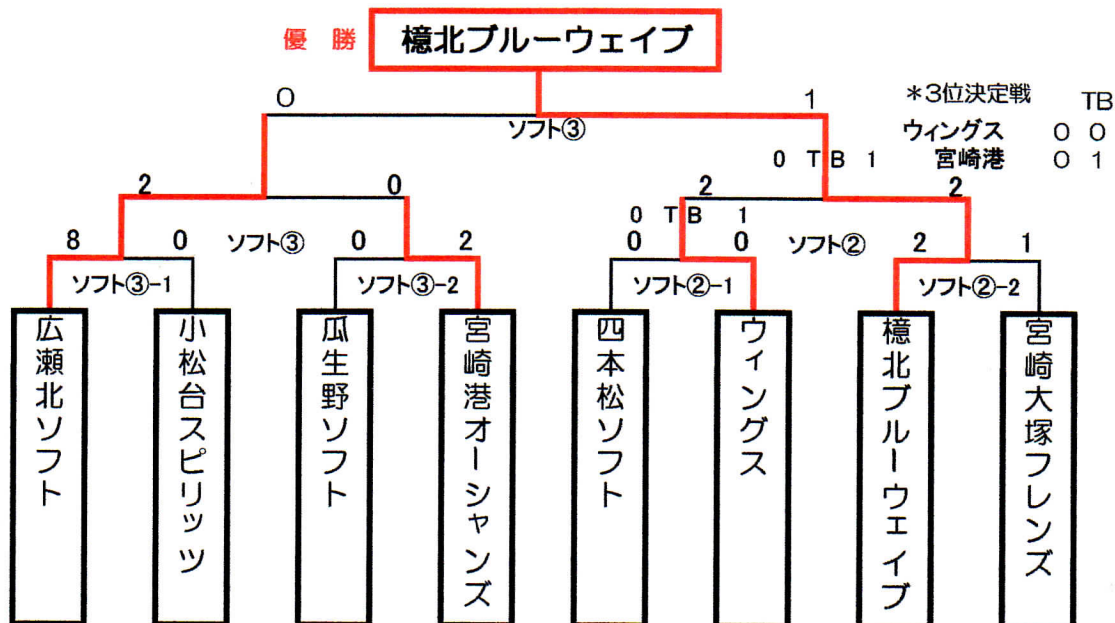 優 勝 檍北ブルーウェイブ
0 1 *3位決定戦 TB
ソフト③ ウィングス 0 0
0 TB 1 宮崎港 0 1
2 0 2 2
0 TB 1
8 0 ソフト③ 0 2 0 0 ソフト② 2 1
ソフト③-1 ソフト③-2 ソフト②-1 ソフト②-2
広瀬北ソフト
小松台スピリッツ
瓜生野ソフト
宮崎港オーシャンズ
四本松ソフト
ウィングス
檍北ブルーウェイブ
宮崎大塚フレンズ